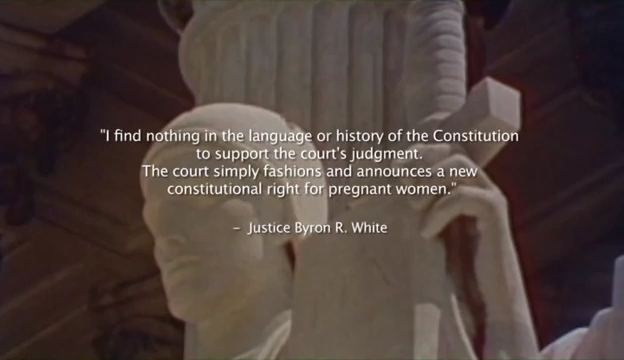 "I find nothing in the language or history of the Constitution
to support the court's judgment.
The court simply fashions and announces a new
constitutional right for pregnant women."
– Justice Byron R. White